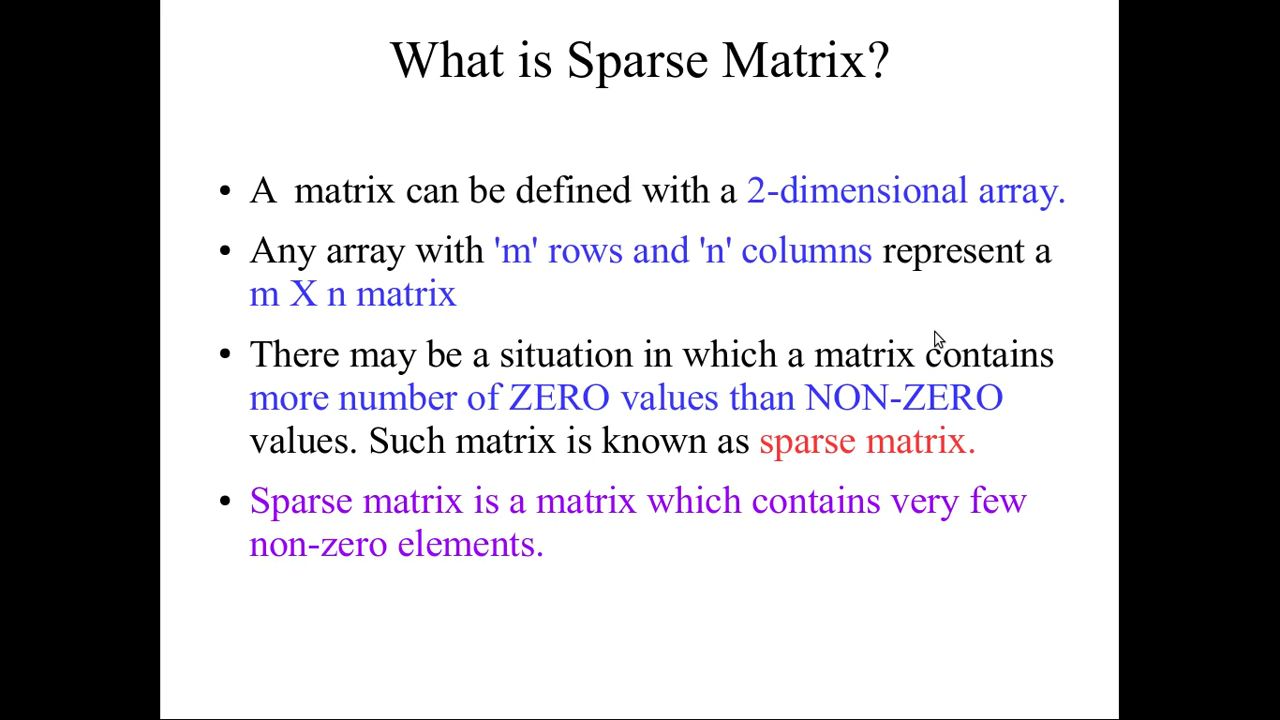 What is Sparse Matrix?
• A  matrix can be defined with a 2-dimensional array.
• Any array with 'm' rows and 'n' columns represent a
m X n matrix
• There may be a situation in which a matrix contains
more number of ZERO values than NON-ZERO
values. Such matrix is known as sparse matrix.
• Sparse matrix is a matrix which contains very few
non-zero elements.